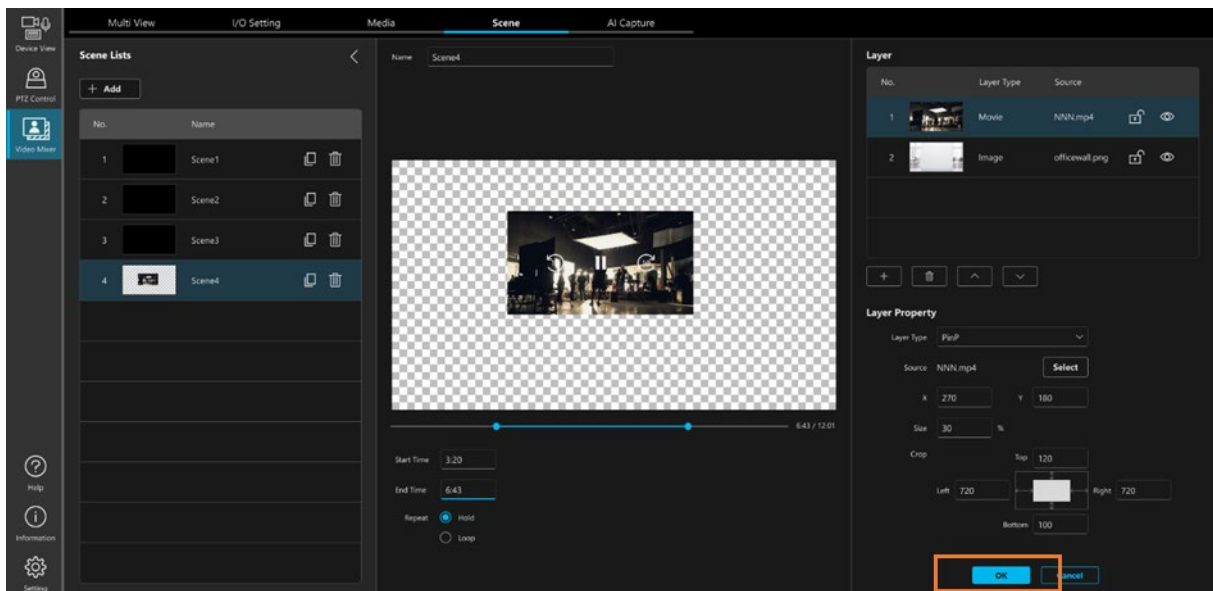 Multi View I/O Setting Media Scene AI Capture
Device View
PTZ Control
Video Mixer
Help
Information
Setting
Scene Lists
+ Add
No. Name
1 Scene1
2 Scene2
3 Scene3
4 Scene4
Name Scene4
6:43 / 12:01
Start Time 3:20
End Time 6:43
Repeat Hold
Loop
Layer
No. Layer Type Source
1 Movie NNN.mp4
2 Image officewall.png
Layer Property
Layer Type PinP
Source NNN.mp4 Select
X 270 Y 180
Size 30 %
Crop Top 120
Left 720 Right 720
Bottom 100
OK Cancel